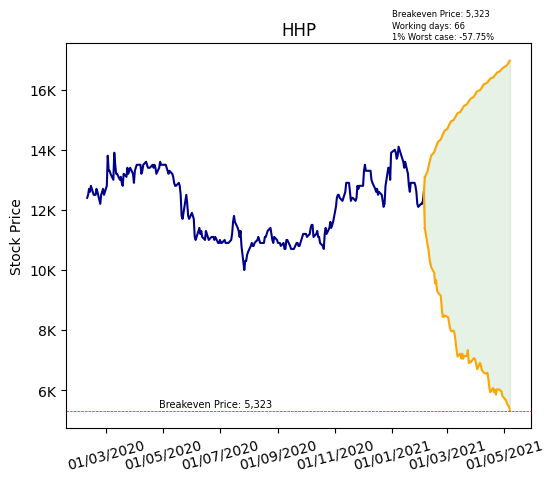 Breakeven Price: 5,323
Working days: 66
1% Worst case: -57.75%
HHP
Stock Price
16K
14K
12K
10K
8K
6K
Breakeven Price: 5,323
01/03/2020
01/05/2020
01/07/2020
01/09/2020
01/11/2020
01/01/2021
01/03/2021
01/05/2021